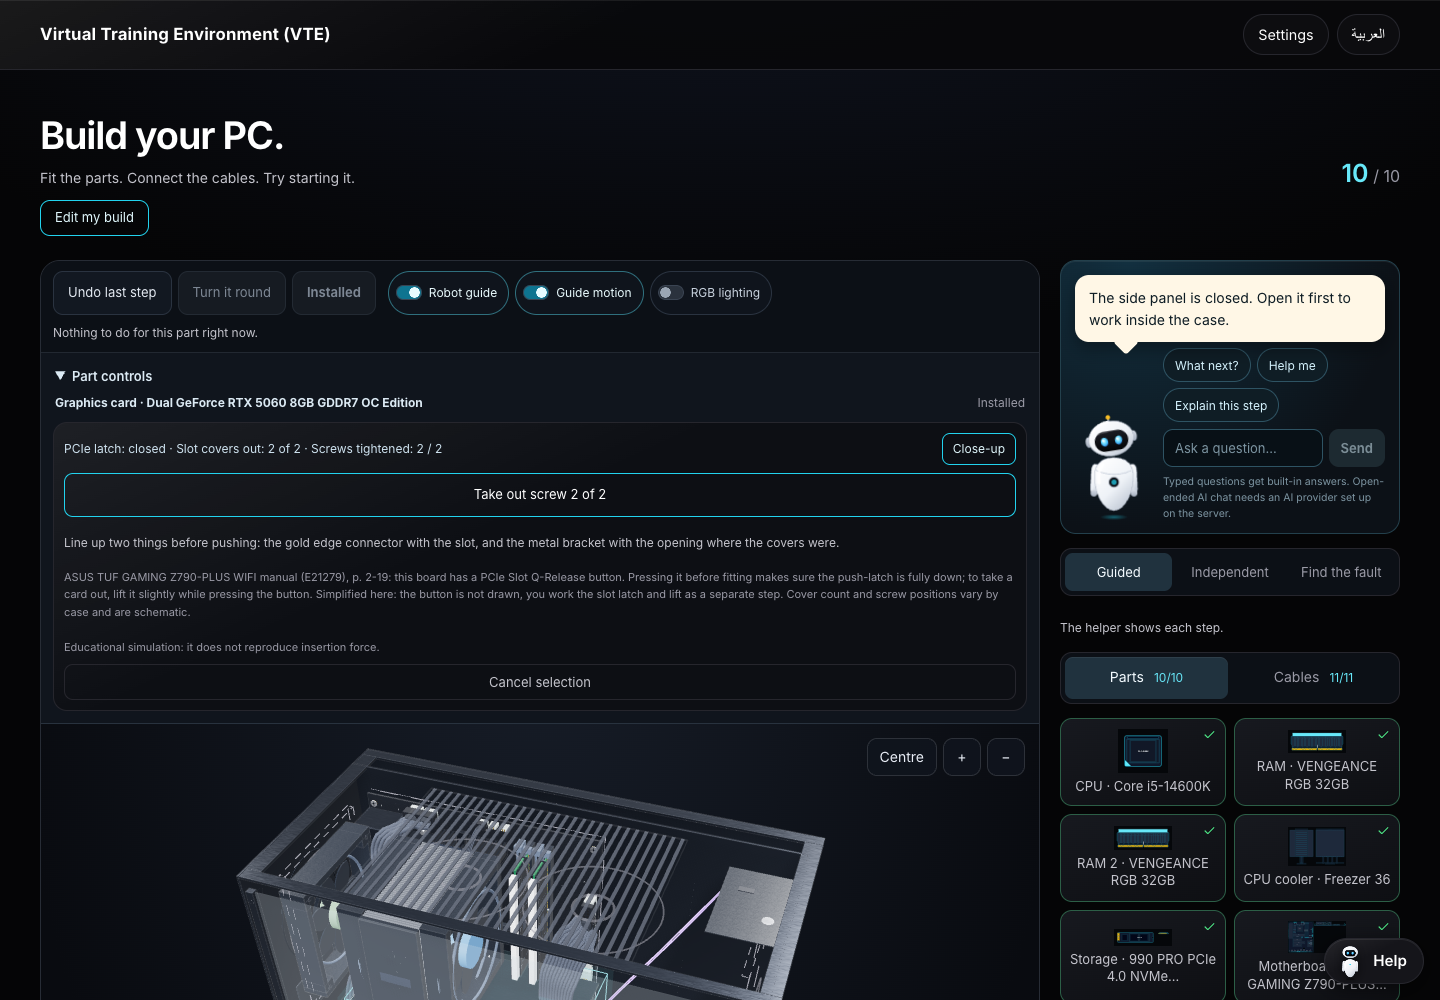 Virtual Training Environment (VTE)
Settings
العربية
Build your PC.
Fit the parts. Connect the cables. Try starting it.
10 / 10
Edit my build
Undo last step
Turn it round
Installed
Robot guide
Guide motion
RGB lighting
Nothing to do for this part right now.
▼ Part controls
Graphics card · Dual GeForce RTX 5060 8GB GDDR7 OC Edition
Installed
PCIe latch: closed · Slot covers out: 2 of 2 · Screws tightened: 2 / 2
Close-up
Take out screw 2 of 2
Line up two things before pushing: the gold edge connector with the slot, and the metal bracket with the opening where the covers were.
ASUS TUF GAMING Z790-PLUS WIFI manual (E21279), p. 2-19: this board has a PCIe Slot Q-Release button. Pressing it before fitting makes sure the push-latch is fully down; to take a
card out, lift it slightly while pressing the button. Simplified here: the button is not drawn, you work the slot latch and lift as a separate step. Cover count and screw positions vary by
case and are schematic.
Educational simulation: it does not reproduce insertion force.
Cancel selection
Centre
+
−
The side panel is closed. Open it first to
work inside the case.
What next?
Help me
Explain this step
Ask a question...
Send
Typed questions get built-in answers. Open-
ended AI chat needs an AI provider set up
on the server.
Guided
Independent
Find the fault
The helper shows each step.
Parts 10/10
Cables 11/11
CPU · Core i5-14600K
RAM · VENGEANCE
RGB 32GB
RAM 2 · VENGEANCE
RGB 32GB
CPU cooler · Freezer 36
Storage · 990 PRO PCIe
4.0 NVMe...
GAMING Z790-PLUS...
Help